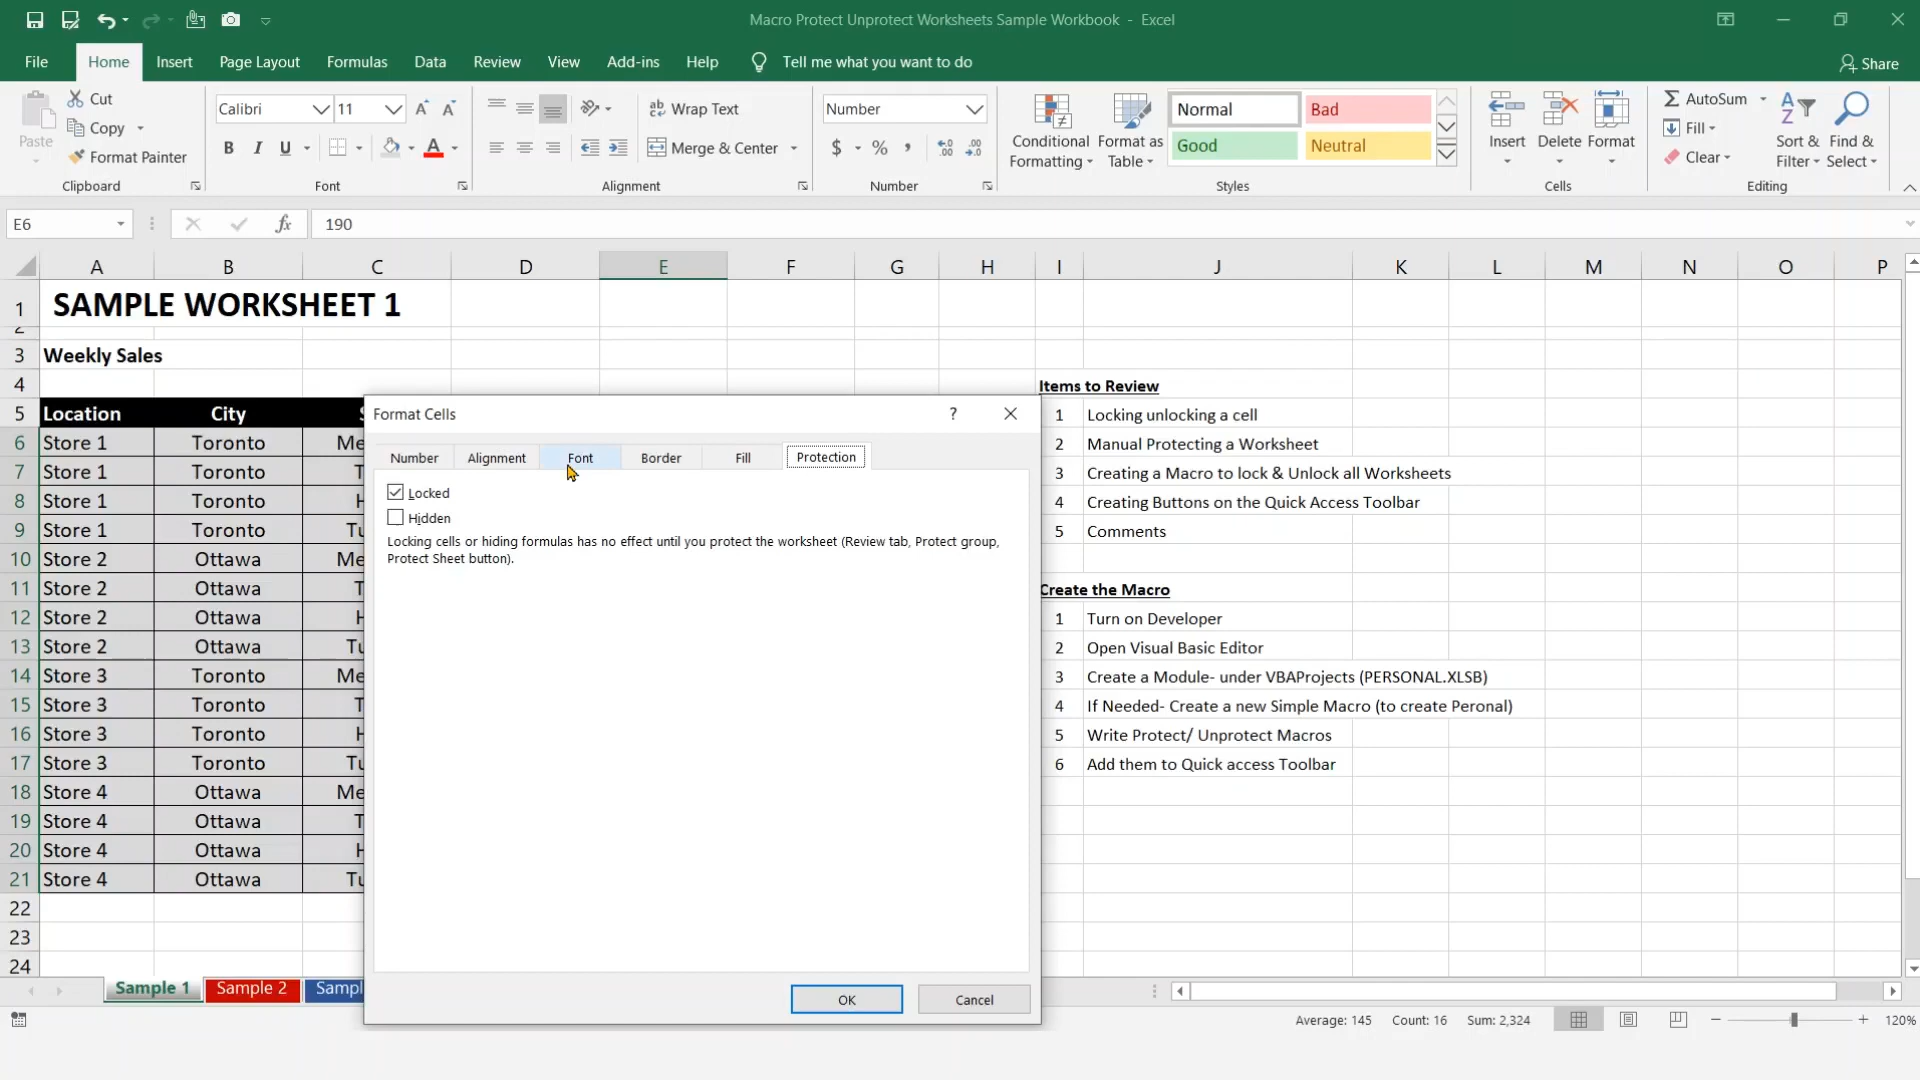 Macro Protect Unprotect Worksheets Sample Workbook - Excel
File Home Insert Page Layout Formulas Data Review View Add-ins Help Tell me what you want to do Share
Paste
Cut
Copy
Format Painter
Clipboard
Calibri 11
B I U A
Font
Wrap Text
Merge & Center
Alignment
Number
$ % ,
Number
Conditional Formatting
Format as Table
Normal Bad
Good Neutral
Styles
Insert Delete Format
Cells
AutoSum
Fill
Clear
Sort & Filter
Find & Select
Editing
E6 fx 190
A B C D E F G H I J K L M N O P
1 SAMPLE WORKSHEET 1
2
3 Weekly Sales
4
5 Location City
6 Store 1 Toronto Me
7 Store 1 Toronto T
8 Store 1 Toronto H
9 Store 1 Toronto Tu
10 Store 2 Ottawa Me
11 Store 2 Ottawa T
12 Store 2 Ottawa H
13 Store 2 Ottawa Tu
14 Store 3 Toronto Me
15 Store 3 Toronto T
16 Store 3 Toronto H
17 Store 3 Toronto Tu
18 Store 4 Ottawa Me
19 Store 4 Ottawa T
20 Store 4 Ottawa H
21 Store 4 Ottawa Tu
22
23
24
Format Cells ?
Number Alignment Font Border Fill Protection
Locked
Hidden
Locking cells or hiding formulas has no effect until you protect the worksheet (Review tab, Protect group,
Protect Sheet button).
OK Cancel
Items to Review
1 Locking unlocking a cell
2 Manual Protecting a Worksheet
3 Creating a Macro to lock & Unlock all Worksheets
4 Creating Buttons on the Quick Access Toolbar
5 Comments
Create the Macro
1 Turn on Developer
2 Open Visual Basic Editor
3 Create a Module- under VBAProjects (PERSONAL.XLSB)
4 If Needed- Create a new Simple Macro (to create Peronal)
5 Write Protect/ Unprotect Macros
6 Add them to Quick access Toolbar
Sample 1 Sample 2 Sampl
Average: 145 Count: 16 Sum: 2,324 120%